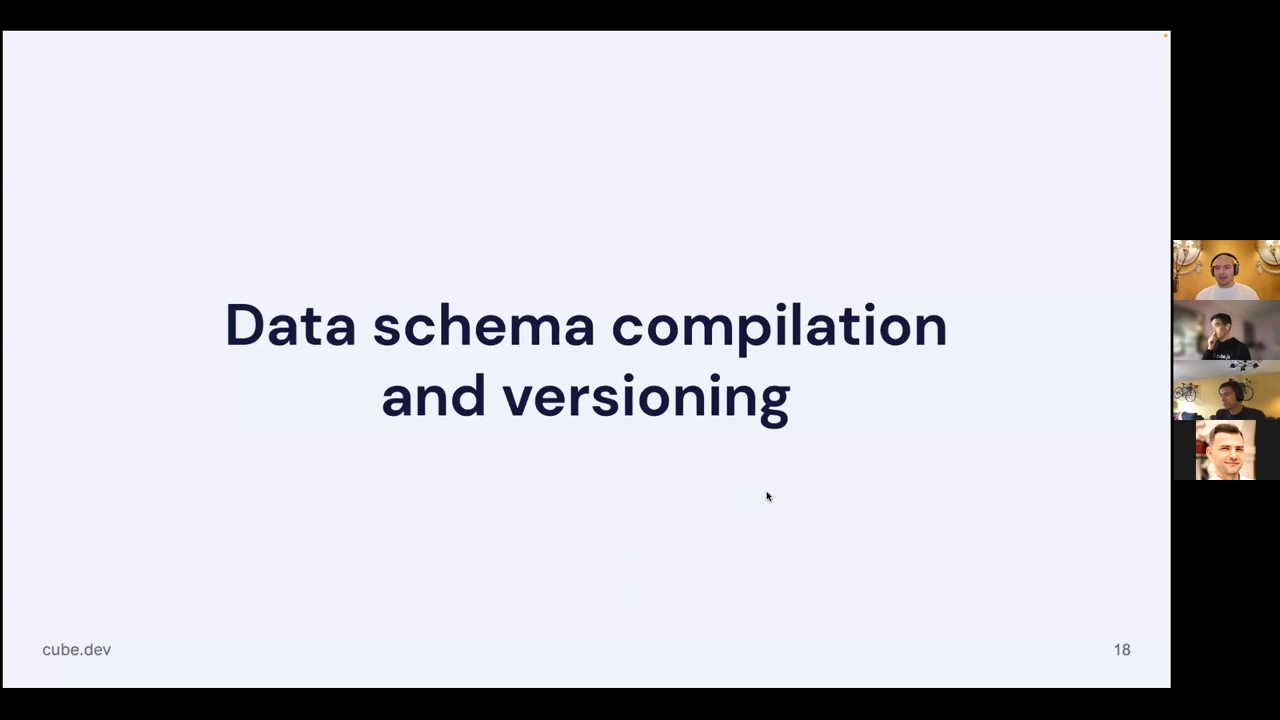 Data schema compilation
and versioning
cube.dev
18